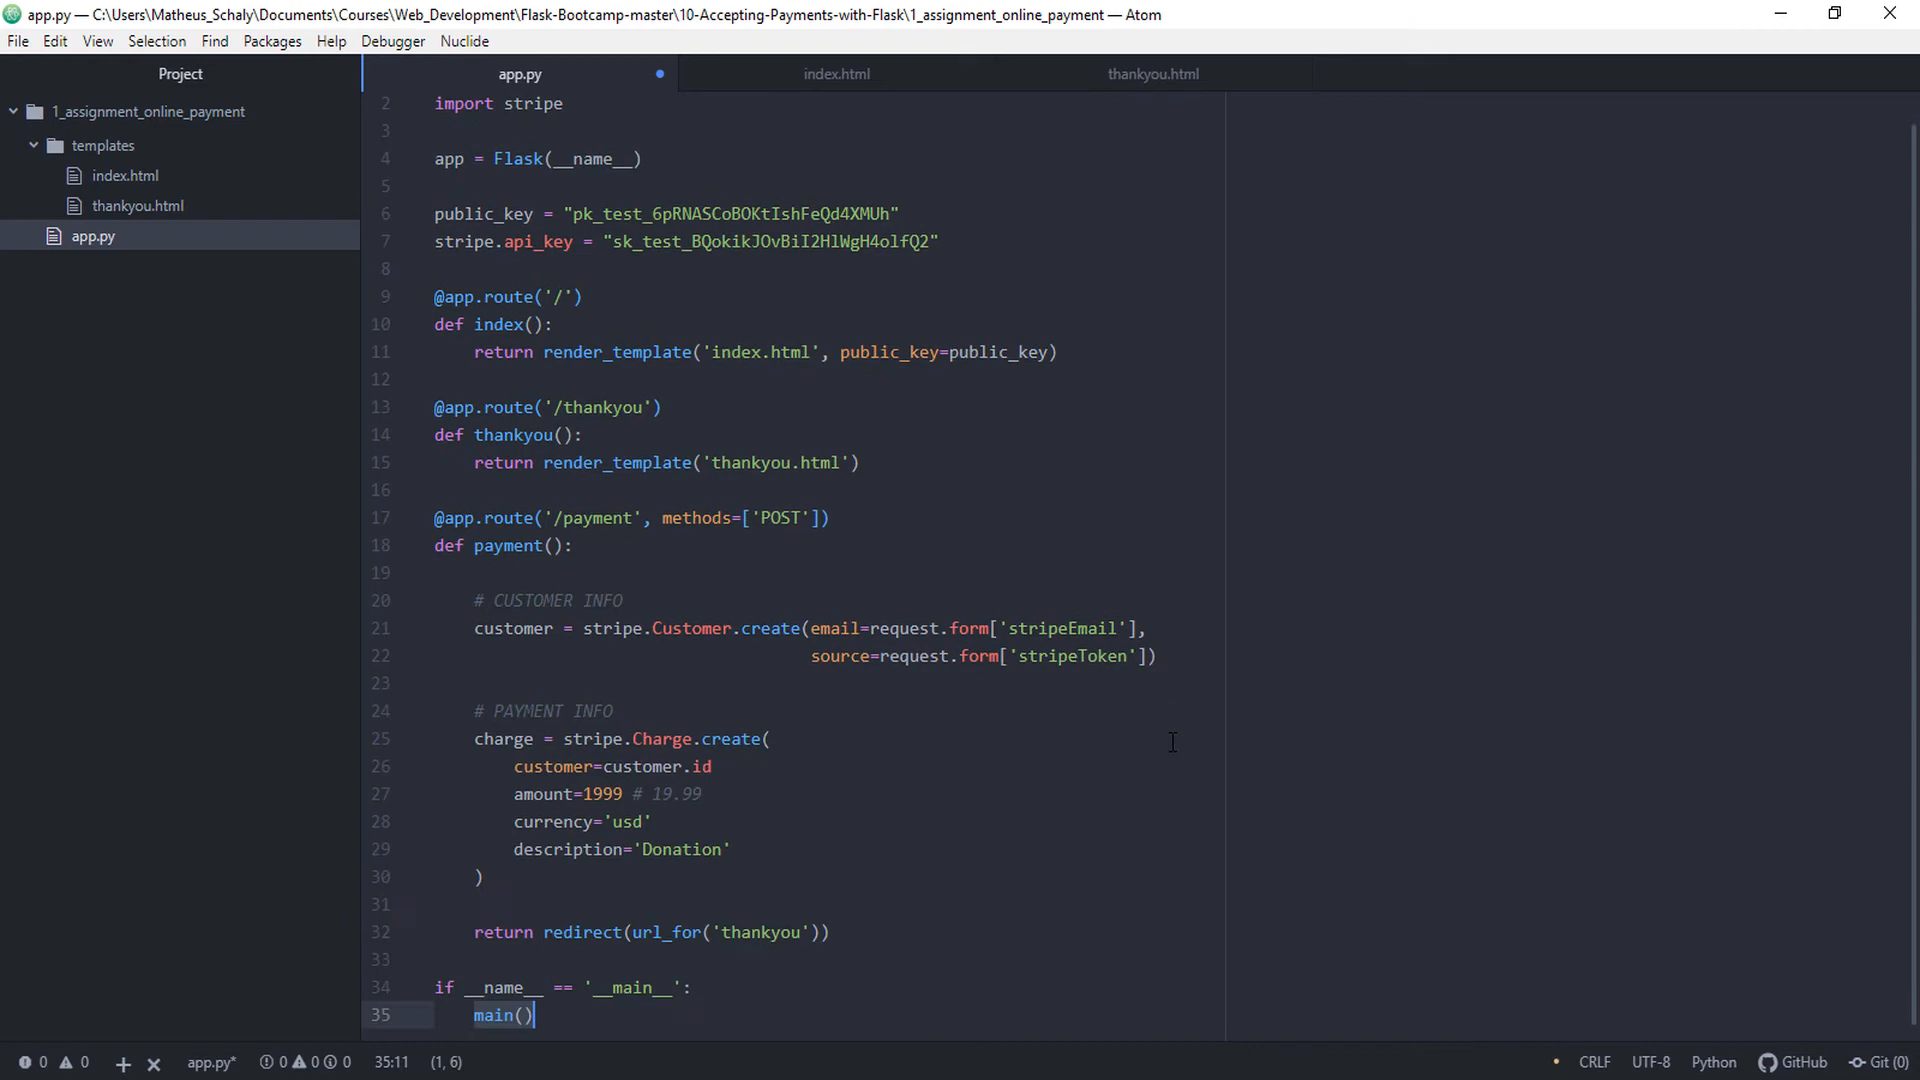 app.py — C:\Users\Matheus_Schaly\Documents\Courses\Web_Development\Flask-Bootcamp-master\10-Accepting-Payments-with-Flask\1_assignment_online_payment — Atom
File Edit View Selection Find Packages Help Debugger Nuclide
Project
1_assignment_online_payment
templates
index.html
thankyou.html
app.py
app.py index.html thankyou.html
2 import stripe
3
4 app = Flask(__name__)
5
6 public_key = "pk_test_6pRNASCoBOKtIshFeQd4XMUh"
7 stripe.api_key = "sk_test_BQokikJOvBiI2HlWgH4olfQ2"
8
9 @app.route('/')
10 def index():
11     return render_template('index.html', public_key=public_key)
12
13 @app.route('/thankyou')
14 def thankyou():
15     return render_template('thankyou.html')
16
17 @app.route('/payment', methods=['POST'])
18 def payment():
19
20     # CUSTOMER INFO
21     customer = stripe.Customer.create(email=request.form['stripeEmail'],
22                                       source=request.form['stripeToken'])
23
24     # PAYMENT INFO
25     charge = stripe.Charge.create(
26         customer=customer.id
27         amount=1999 # 19.99
28         currency='usd'
29         description='Donation'
30     )
31
32     return redirect(url_for('thankyou'))
33
34 if __name__ == '__main__':
35     main()
0 0 app.py* 0 0 0 35:11 (1, 6) CRLF UTF-8 Python GitHub Git (0)